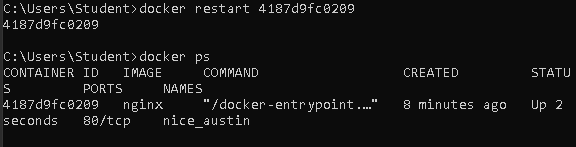 C:\Users\Student>docker restart 4187d9fc0209
4187d9fc0209
C:\Users\Student>docker ps
CONTAINER ID   IMAGE     COMMAND                  CREATED         STATU
S         PORTS     NAMES
4187d9fc0209   nginx     "/docker-entrypoint.…"   8 minutes ago   Up 2
seconds   80/tcp    nice_austin